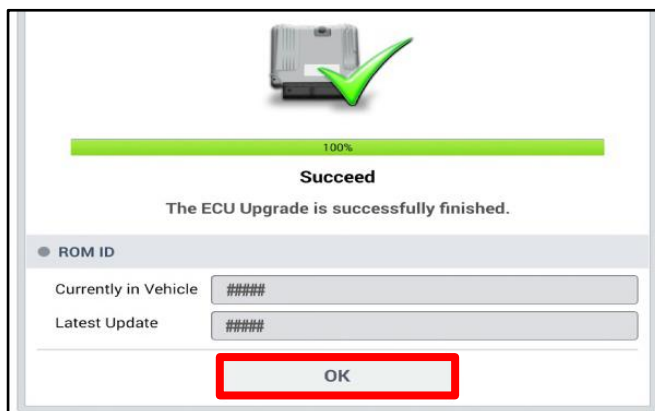 100%
Succeed
The ECU Upgrade is successfully finished.
ROM ID
Currently in Vehicle #####
Latest Update #####
OK